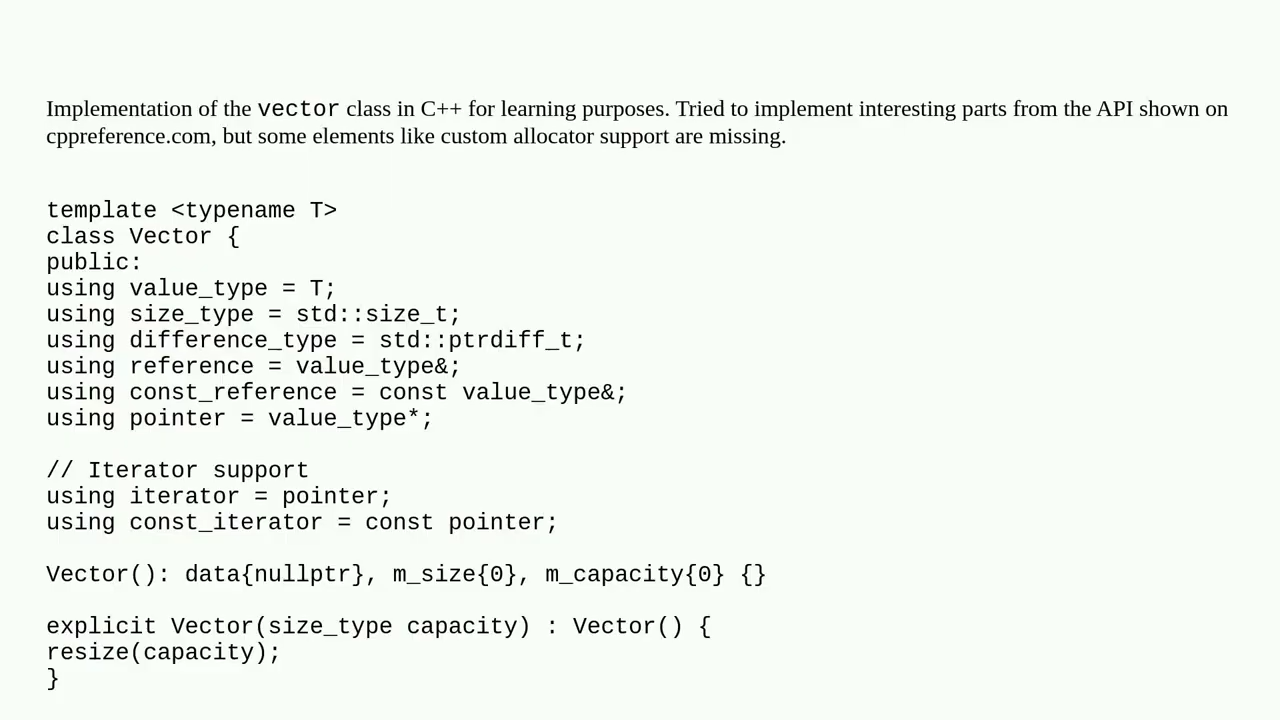 Implementation of the vector class in C++ for learning purposes. Tried to implement interesting parts from the API shown on
cppreference.com, but some elements like custom allocator support are missing.
template <typename T>
class Vector {
public:
using value_type = T;
using size_type = std::size_t;
using difference_type = std::ptrdiff_t;
using reference = value_type&;
using const_reference = const value_type&;
using pointer = value_type*;
// Iterator support
using iterator = pointer;
using const_iterator = const pointer;
Vector(): data{nullptr}, m_size{0}, m_capacity{0} {}
explicit Vector(size_type capacity) : Vector() {
resize(capacity);
}